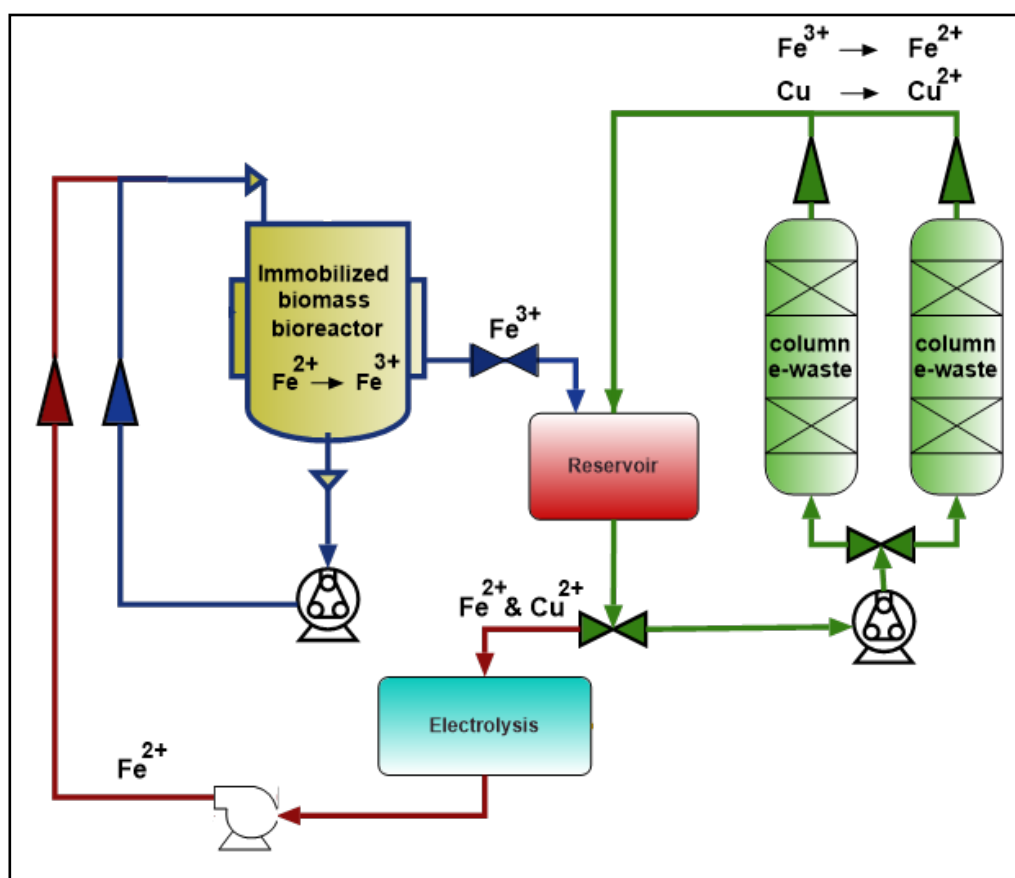 Fe³⁺ → Fe²⁺
Cu → Cu²⁺
Immobilized
biomass
bioreactor
Fe²⁺ → Fe³⁺
Fe³⁺
column
e-waste
column
e-waste
Reservoir
Fe²⁺ & Cu²⁺
Electrolysis
Fe²⁺